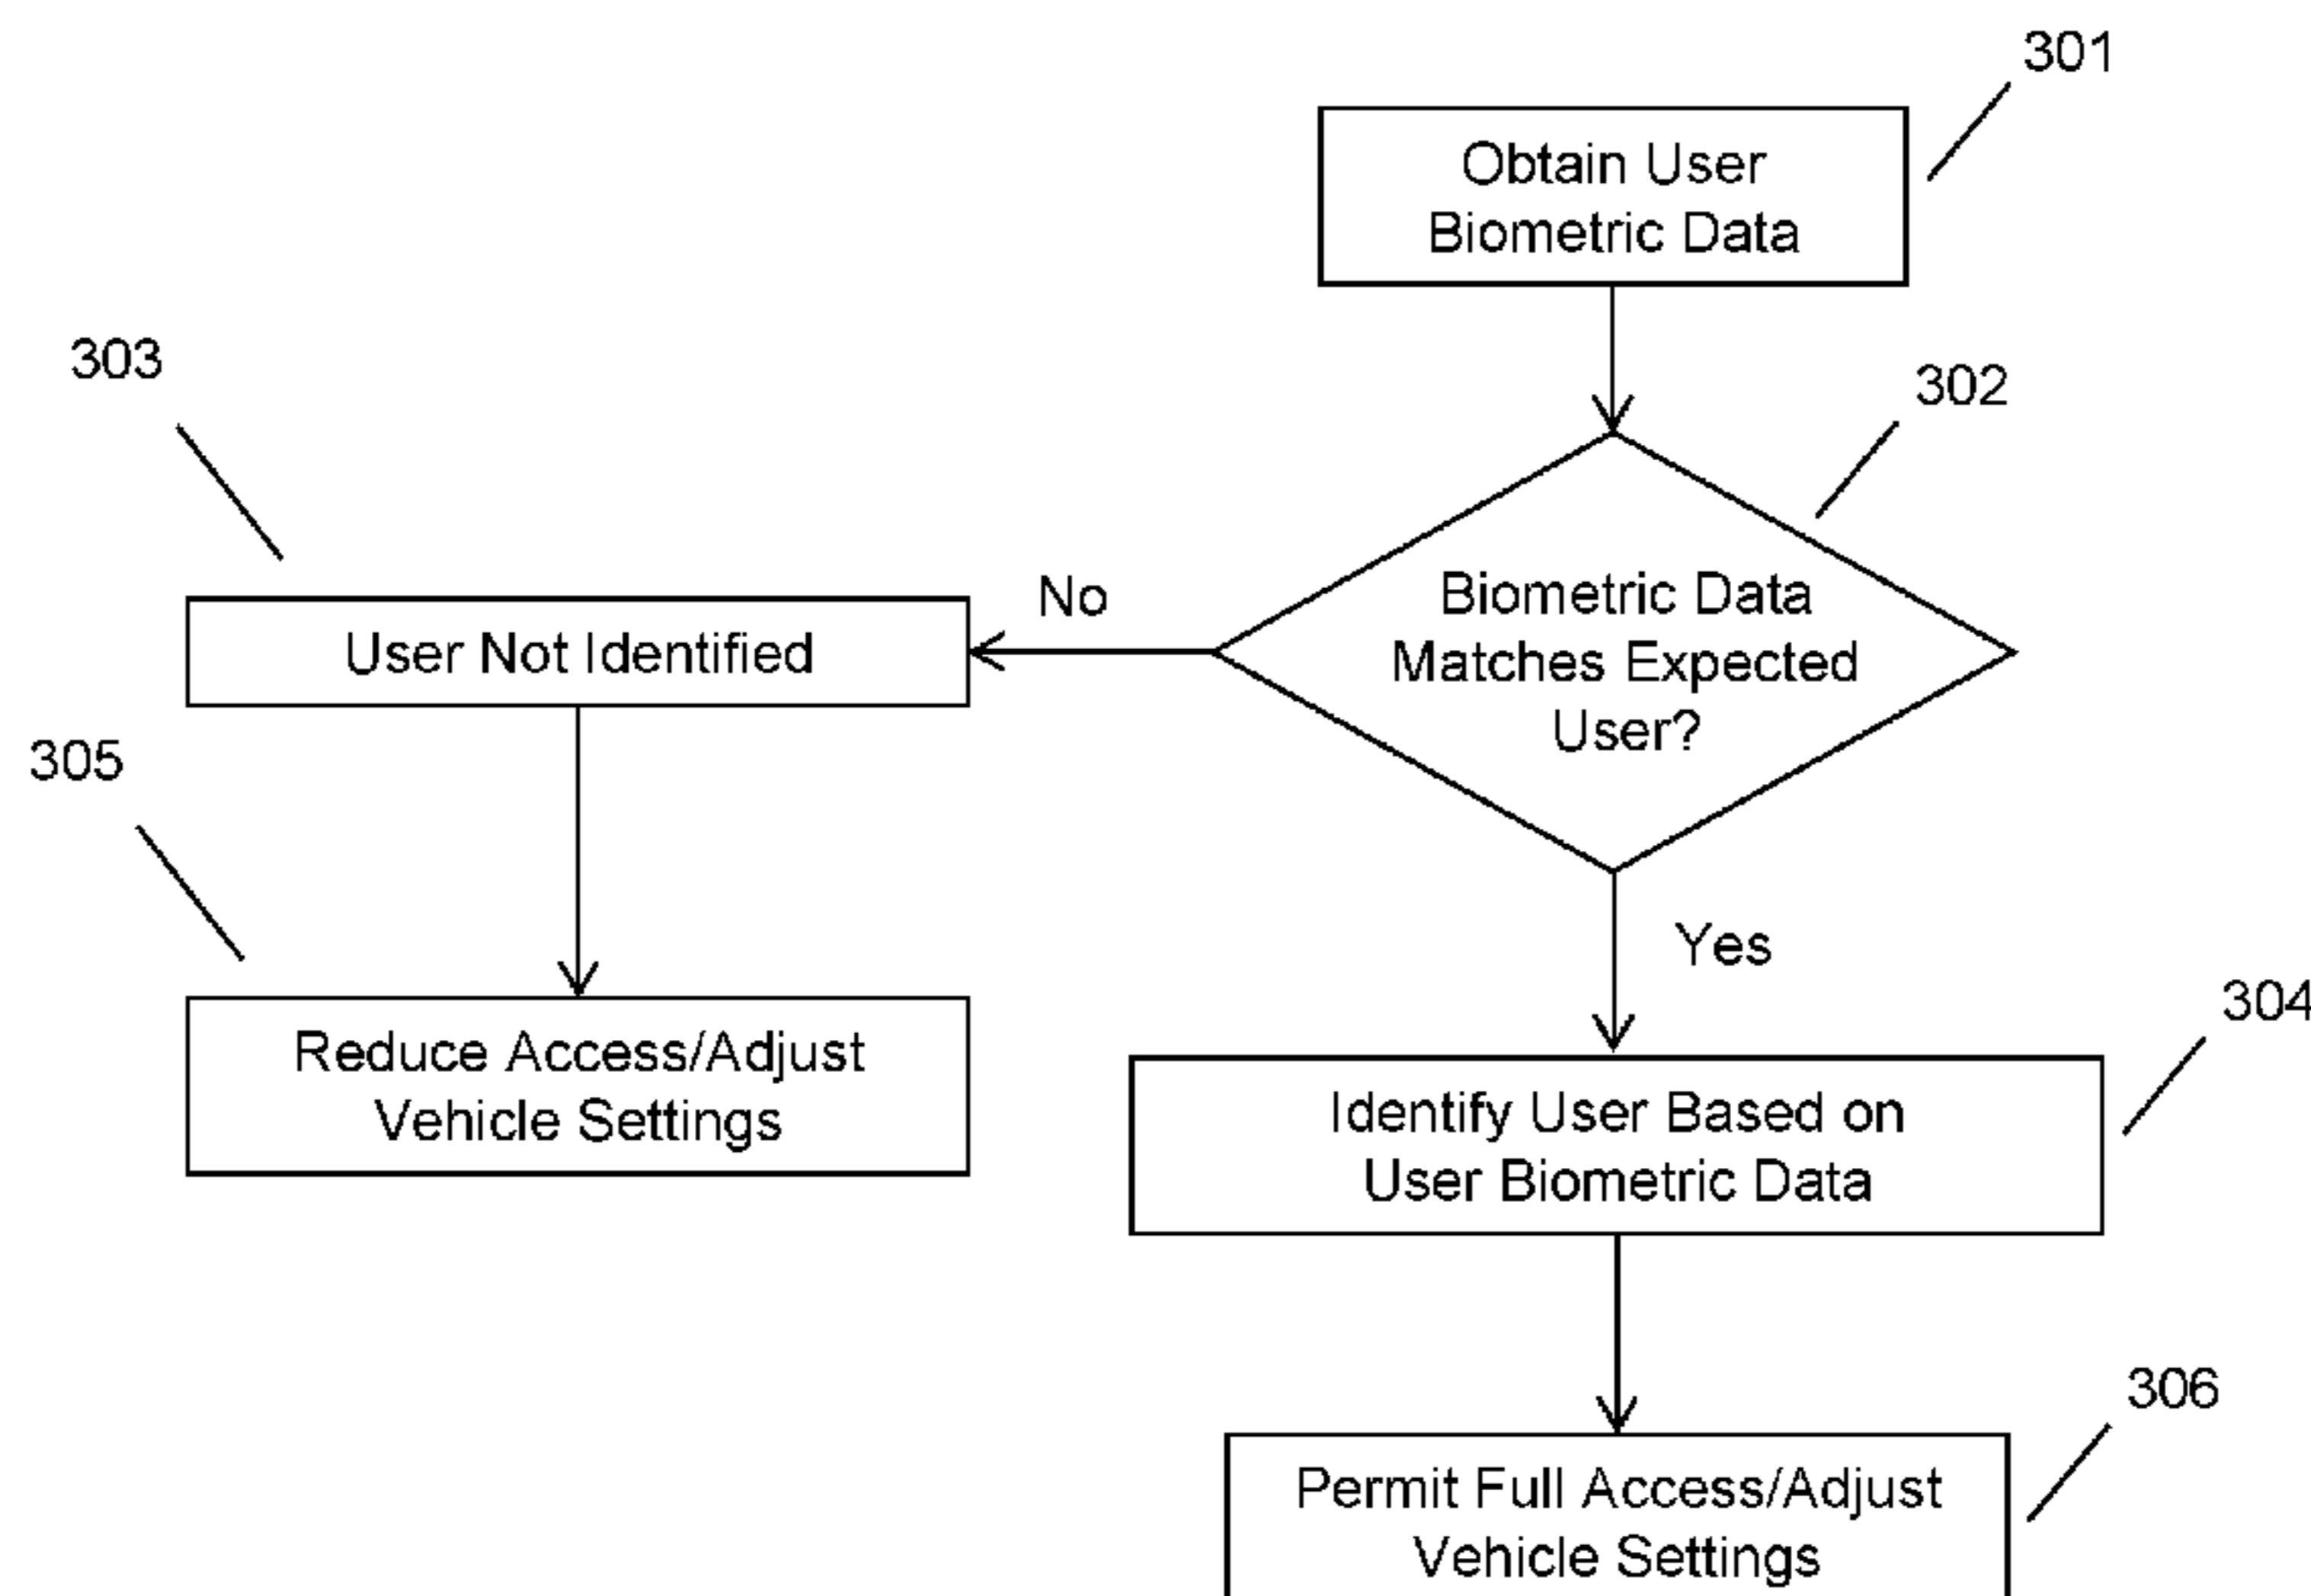 301
Obtain User
Biometric Data
302
303
Biometric Data
Matches Expected
User?
No
User Not Identified
305
Yes
Reduce Access/Adjust
Vehicle Settings
304
Identify User Based on
User Biometric Data
306
Permit Full Access/Adjust
Vehicle Settings